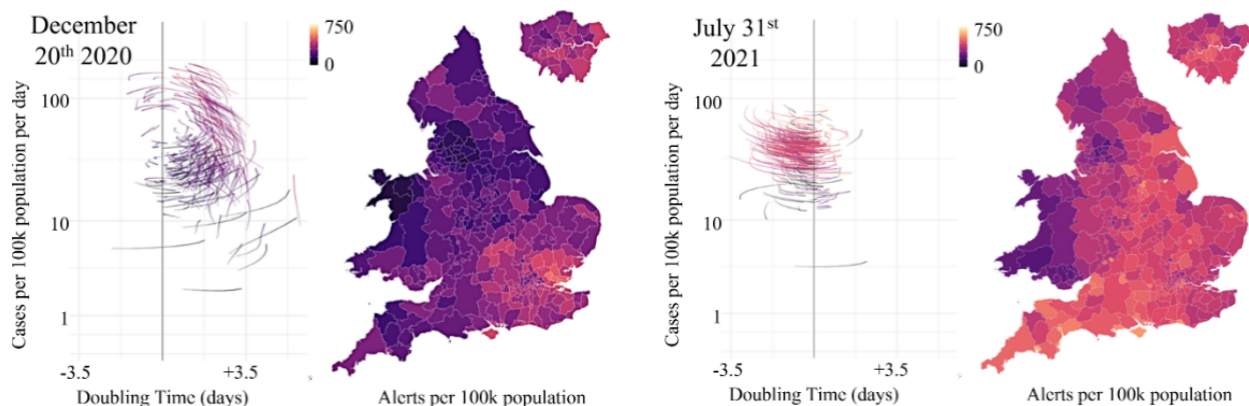 December
20th 2020
750
0
Cases per 100k population per day
100
10
1
-3.5
+3.5
Doubling Time (days)
Alerts per 100k population
July 31st
2021
750
0
Cases per 100k population per day
100
10
1
-3.5
+3.5
Doubling Time (days)
Alerts per 100k population